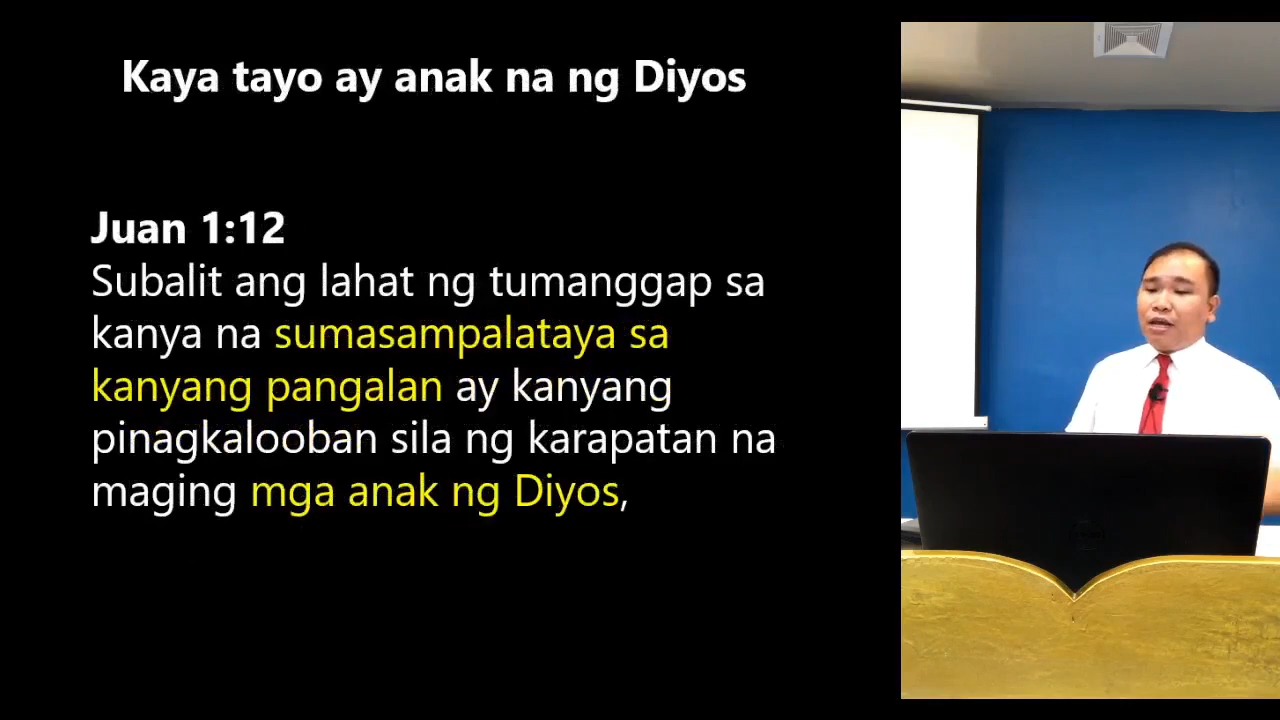 Kaya tayo ay anak na ng Diyos
Juan 1:12
Subalit ang lahat ng tumanggap sa
kanya na sumasampalataya sa
kanyang pangalan ay kanyang
pinagkalooban sila ng karapatan na
maging mga anak ng Diyos,